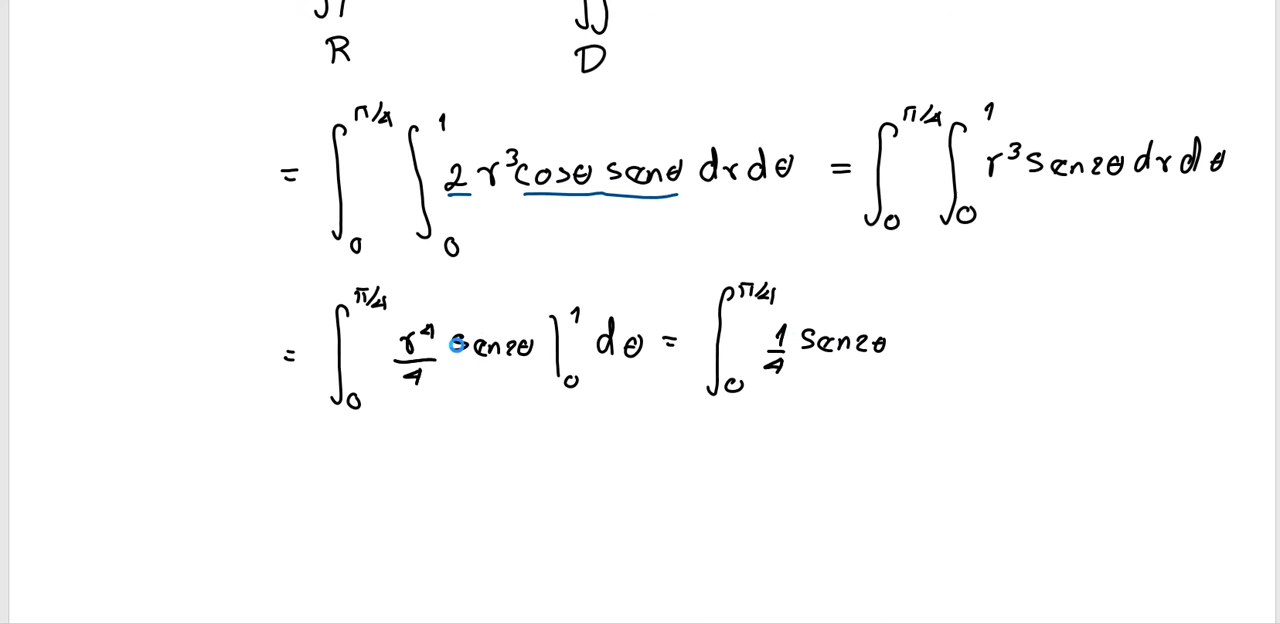 ∫∫
R D
= ∫₀^{π/4} ∫₀^1 2 r³ cosθ senθ dr dθ = ∫₀^{π/4} ∫₀^1 r³ sen2θ dr dθ
= ∫₀^{π/4} r⁴/4 sen2θ |₀^1 dθ = ∫₀^{π/4} 1/4 sen2θ